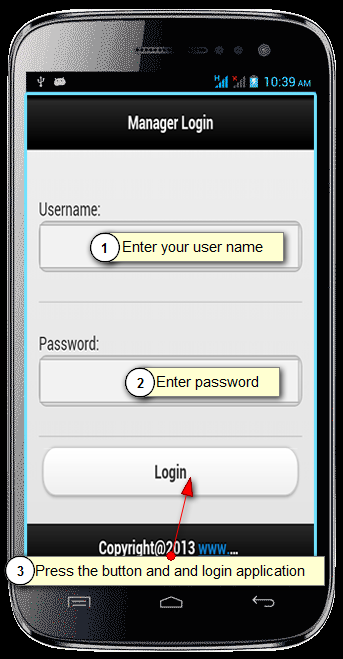 H 10:39 AM
Manager Login
Username:
1 Enter your user name
Password:
2 Enter password
Login
Copyright@2013 www....
3 Press the button and and login application